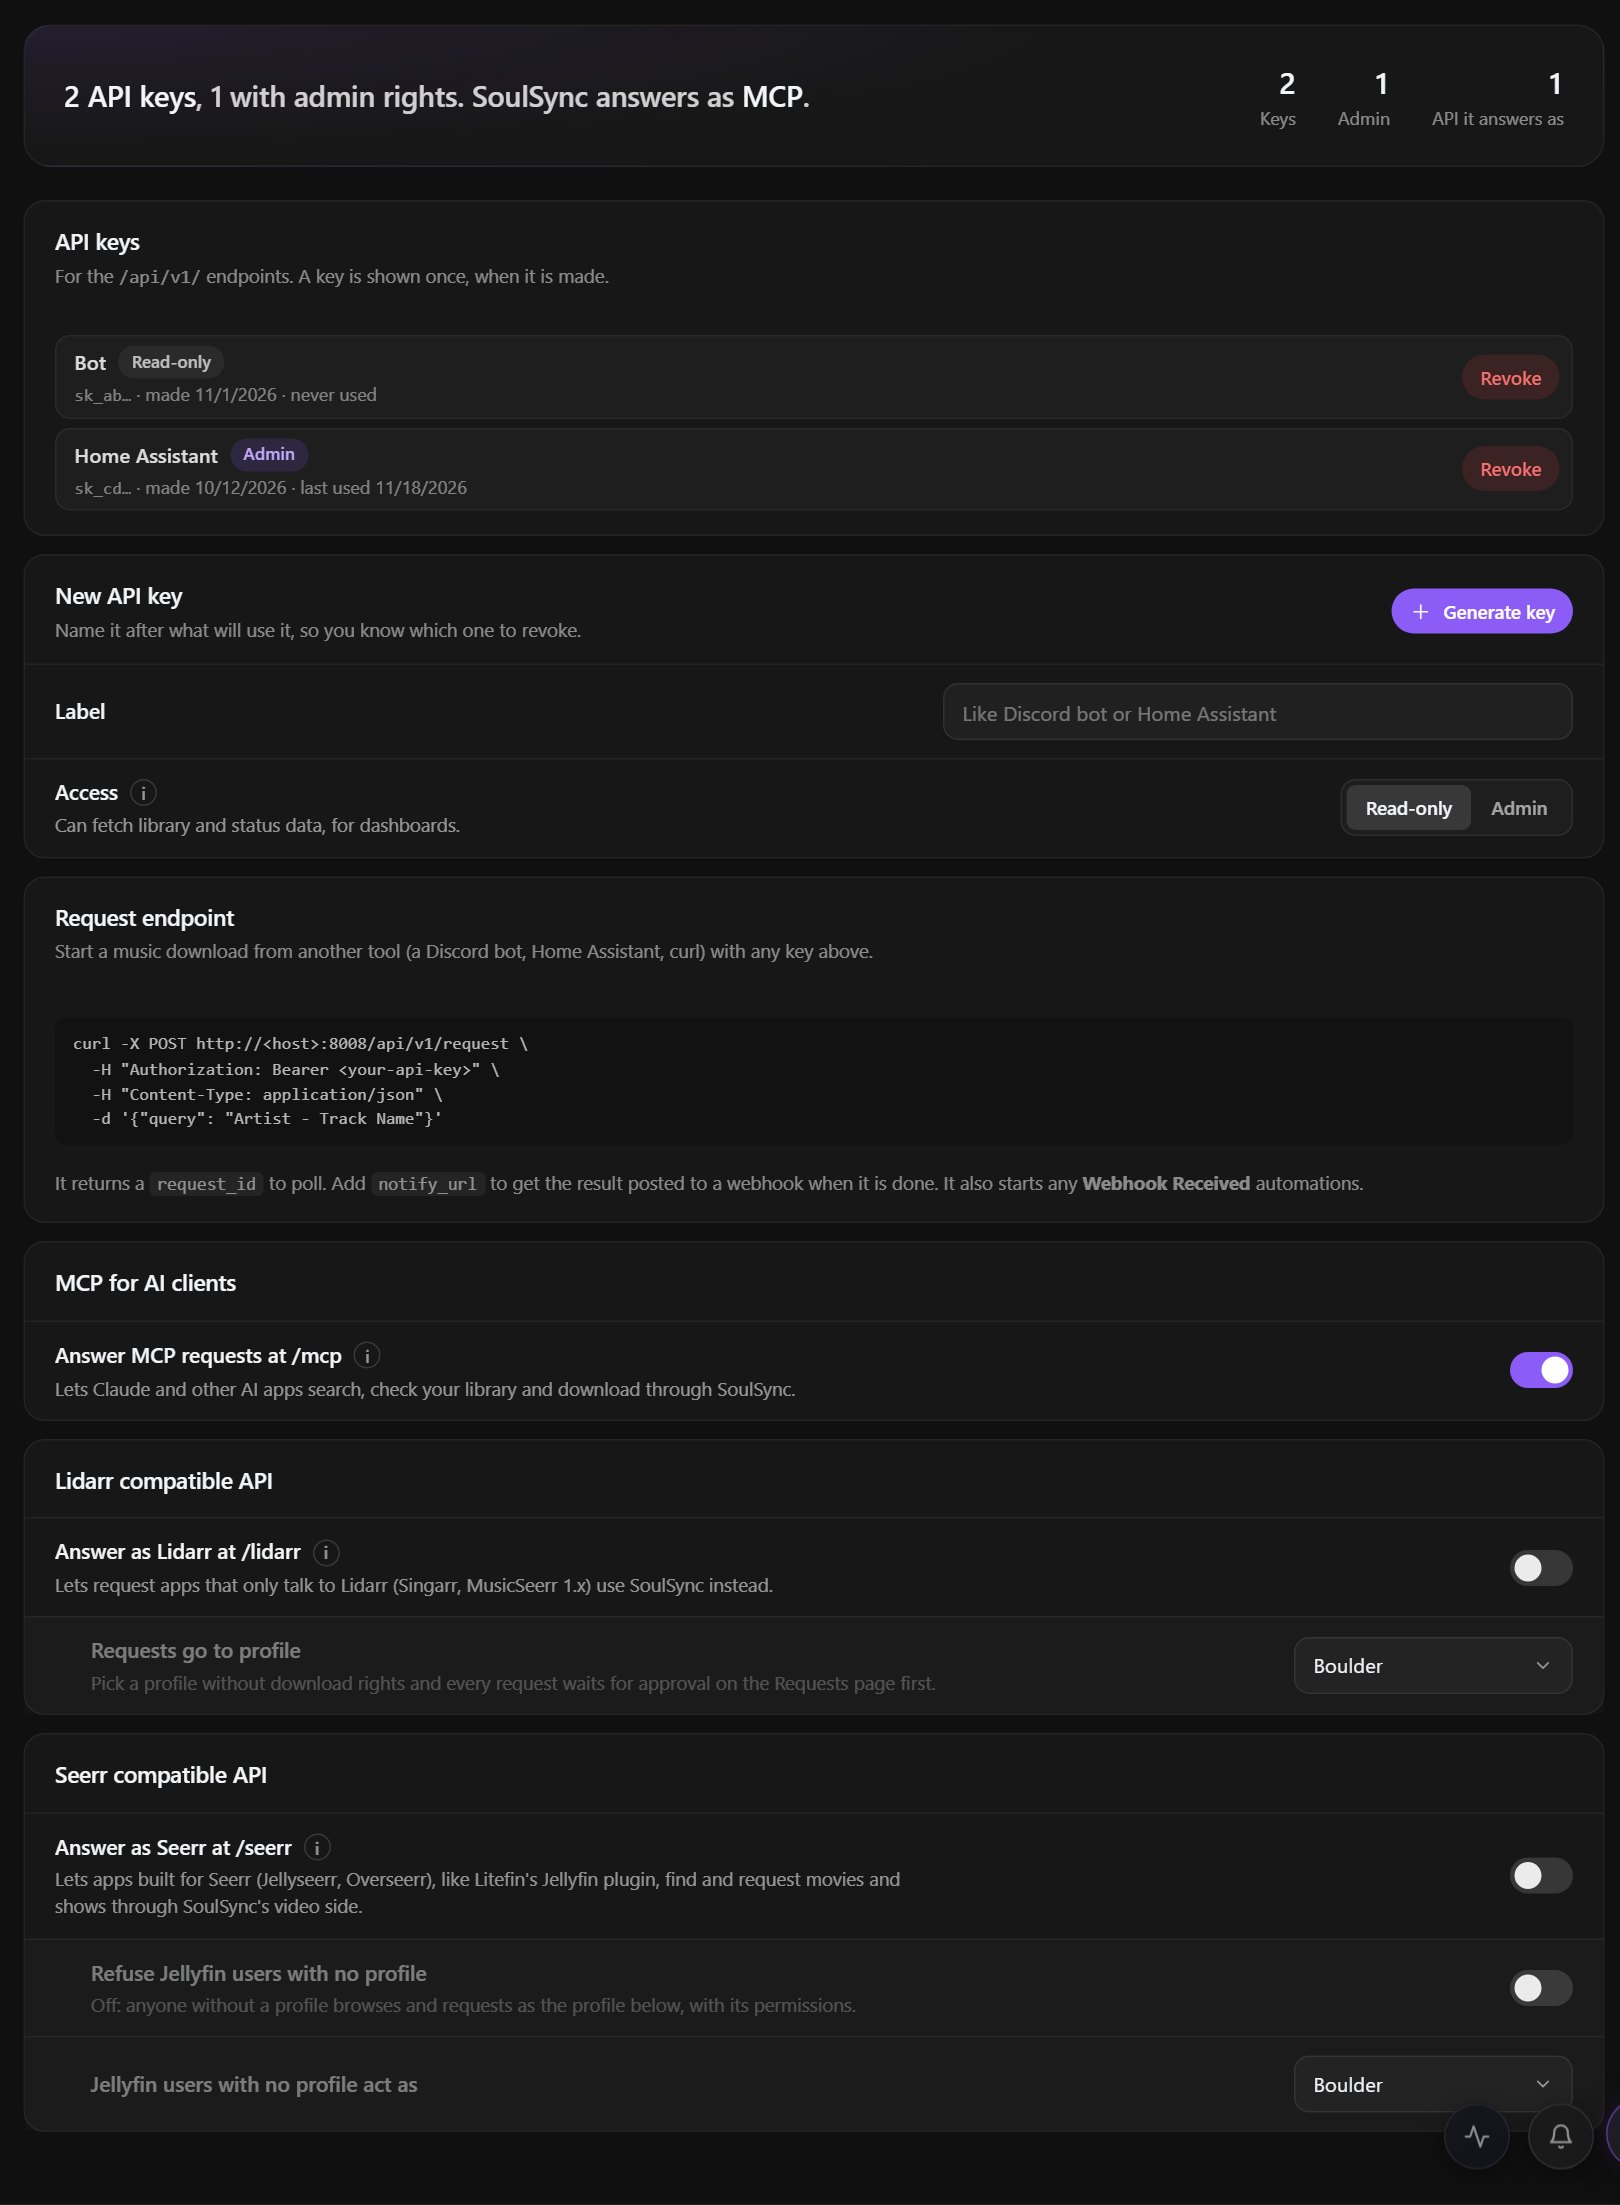 2 API keys, 1 with admin rights. SoulSync answers as MCP.
2
Keys
1
Admin
1
API it answers as
API keys
For the /api/v1/ endpoints. A key is shown once, when it is made.
Bot Read-only
sk_ab… · made 11/1/2026 · never used
Revoke
Home Assistant Admin
sk_cd… · made 10/12/2026 · last used 11/18/2026
Revoke
New API key
Name it after what will use it, so you know which one to revoke.
+ Generate key
Label
Like Discord bot or Home Assistant
Access i
Can fetch library and status data, for dashboards.
Read-only Admin
Request endpoint
Start a music download from another tool (a Discord bot, Home Assistant, curl) with any key above.
curl -X POST http://<host>:8008/api/v1/request \
-H "Authorization: Bearer <your-api-key>" \
-H "Content-Type: application/json" \
-d '{"query": "Artist - Track Name"}'
It returns a request_id to poll. Add notify_url to get the result posted to a webhook when it is done. It also starts any Webhook Received automations.
MCP for AI clients
Answer MCP requests at /mcp i
Lets Claude and other AI apps search, check your library and download through SoulSync.
Lidarr compatible API
Answer as Lidarr at /lidarr i
Lets request apps that only talk to Lidarr (Singarr, MusicSeerr 1.x) use SoulSync instead.
Requests go to profile
Pick a profile without download rights and every request waits for approval on the Requests page first.
Boulder
Seerr compatible API
Answer as Seerr at /seerr i
Lets apps built for Seerr (Jellyseerr, Overseerr), like Litefin's Jellyfin plugin, find and request movies and
shows through SoulSync's video side.
Refuse Jellyfin users with no profile
Off: anyone without a profile browses and requests as the profile below, with its permissions.
Jellyfin users with no profile act as
Boulder